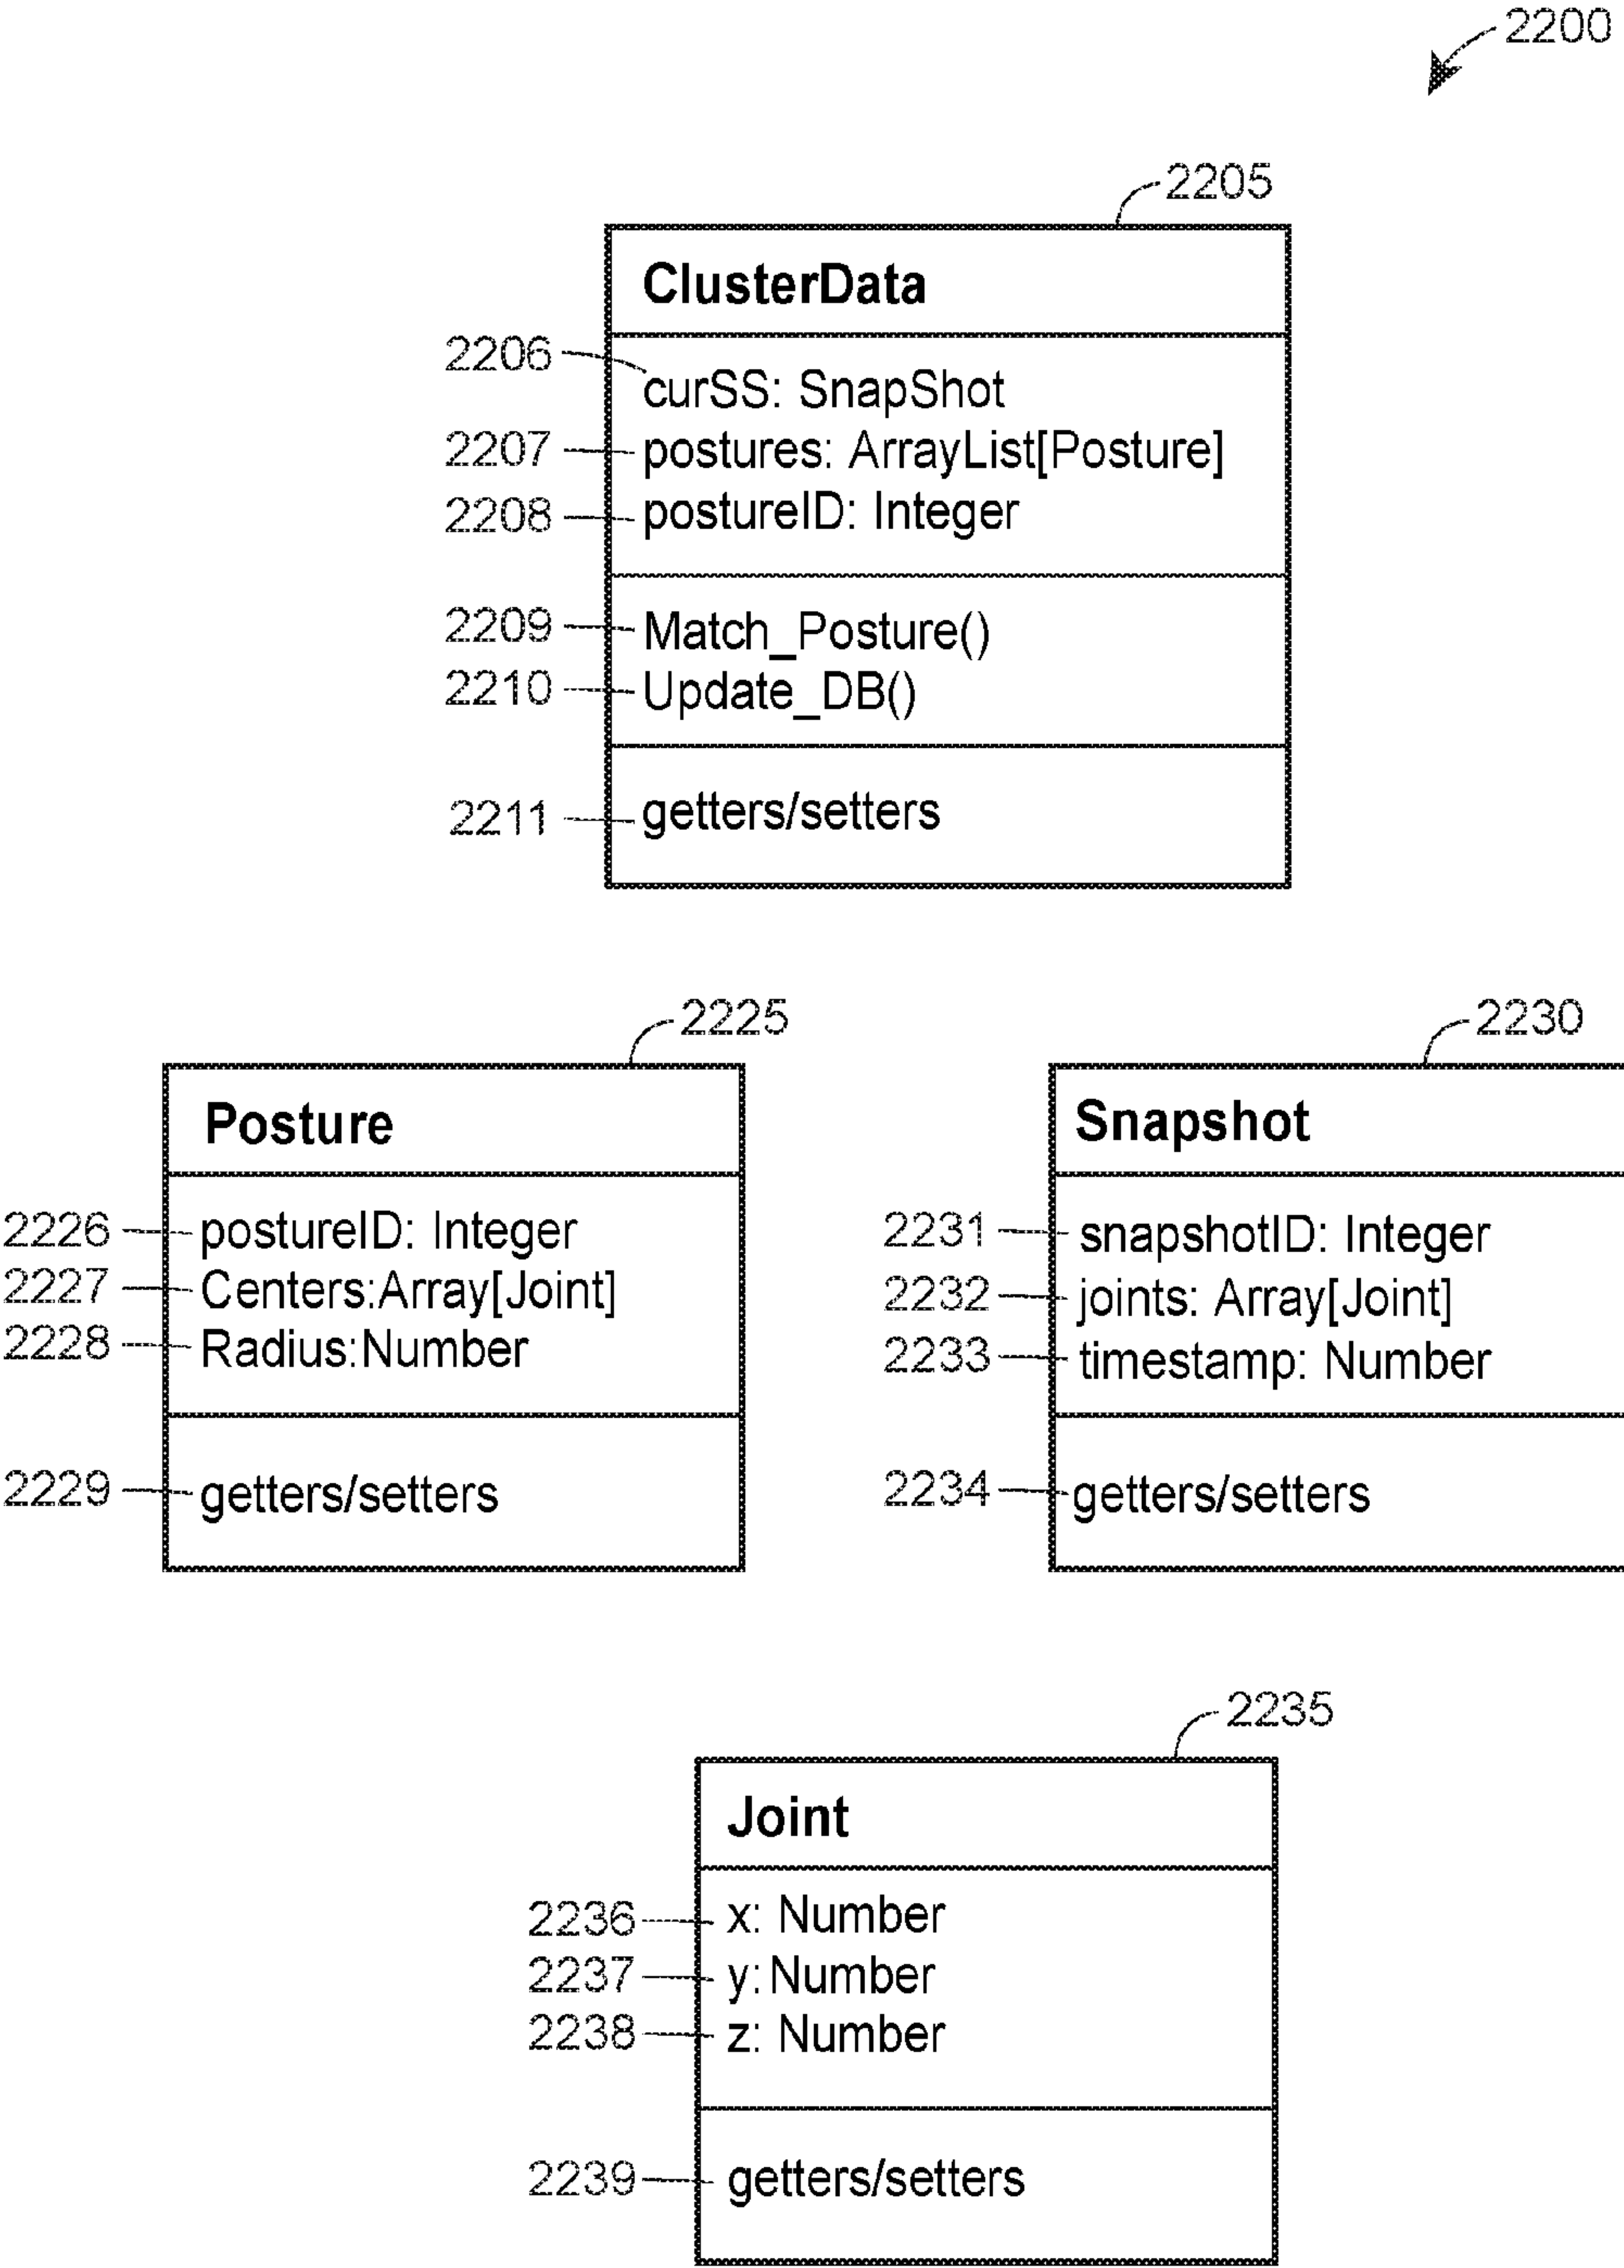 2200
2205
ClusterData
2206 curSS: SnapShot
2207 postures: ArrayList[Posture]
2208 postureID: Integer
2209 Match_Posture()
2210 Update_DB()
2211 getters/setters
2225
Posture
2226 postureID: Integer
2227 Centers:Array[Joint]
2228 Radius:Number
2229 getters/setters
2230
Snapshot
2231 snapshotID: Integer
2232 joints: Array[Joint]
2233 timestamp: Number
2234 getters/setters
2235
Joint
2236 x: Number
2237 y:Number
2238 z: Number
2239 getters/setters